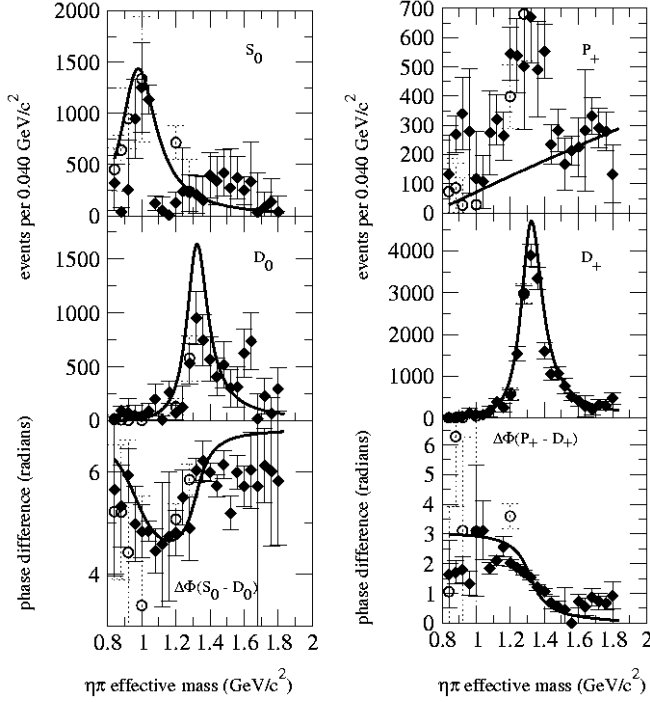 2000
1500
1000
500
0
S0
events per 0.040 GeV/c2
700
600
500
400
300
200
100
0
P+
events per 0.040 GeV/c2
1500
1000
500
0
D0
4000
3000
2000
1000
0
D+
6
4
phase difference (radians)
ΔΦ(S0 - D0)
0.8 1 1.2 1.4 1.6 1.8 2
ηπ effective mass (GeV/c2)
6
5
4
3
2
1
0
phase difference (radians)
ΔΦ(P+ - D+)
0.8 1 1.2 1.4 1.6 1.8 2
ηπ effective mass (GeV/c2)